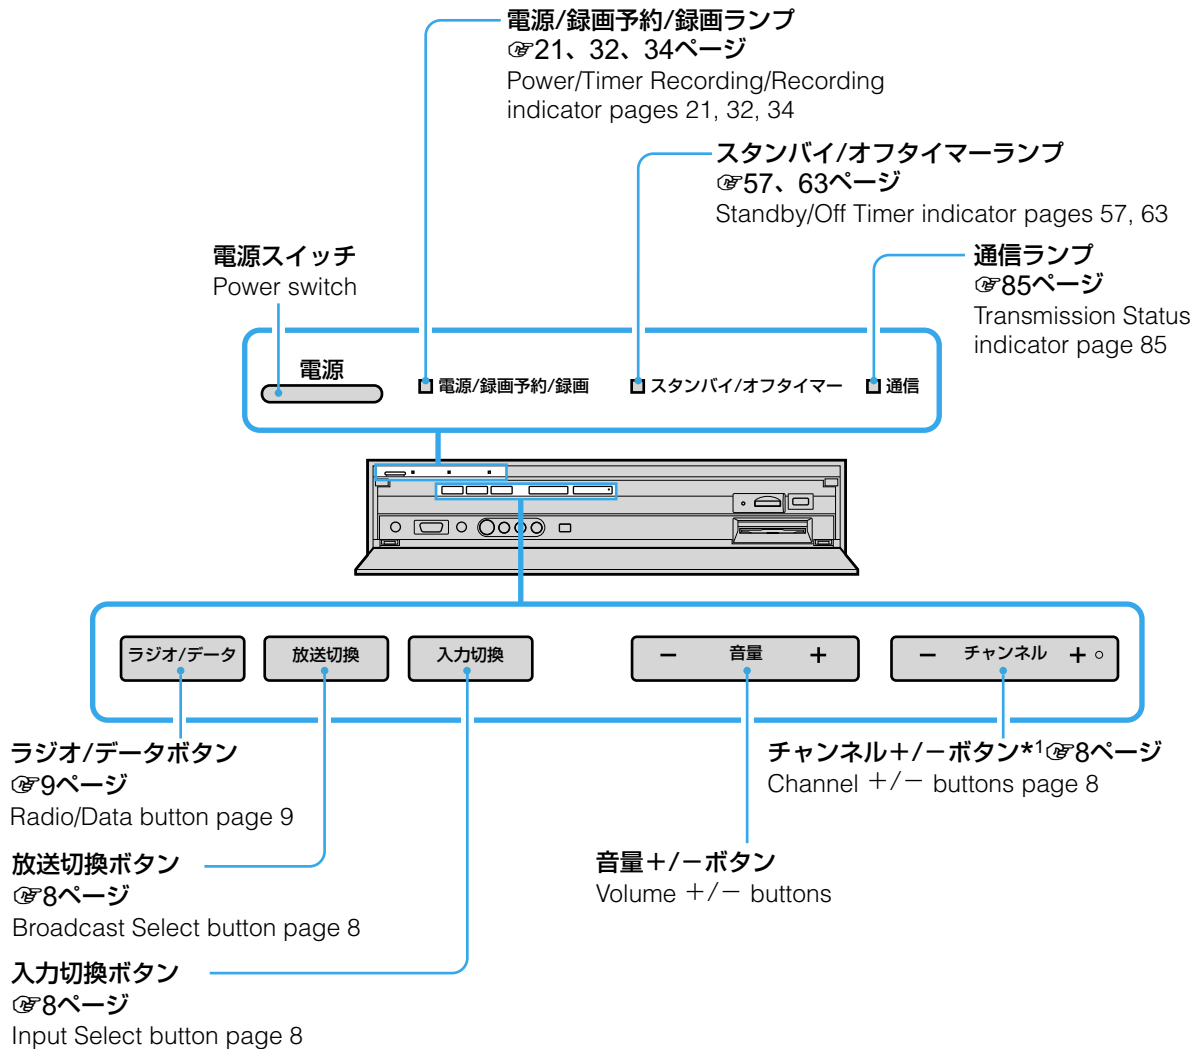 電源/録画予約/録画ランプ
☞21、32、34ページ
Power/Timer Recording/Recording
indicator pages 21, 32, 34
スタンバイ/オフタイマーランプ
☞57、63ページ
Standby/Off Timer indicator pages 57, 63
電源スイッチ
Power switch
通信ランプ
☞85ページ
Transmission Status
indicator page 85
電源
電源/録画予約/録画
スタンバイ/オフタイマー
通信
ラジオ/データ
放送切換
入力切換
− 音量 +
− チャンネル +
ラジオ/データボタン
☞9ページ
Radio/Data button page 9
チャンネル＋/−ボタン*1☞8ページ
Channel ＋/− buttons page 8
放送切換ボタン
☞8ページ
Broadcast Select button page 8
音量＋/−ボタン
Volume ＋/− buttons
入力切換ボタン
☞8ページ
Input Select button page 8